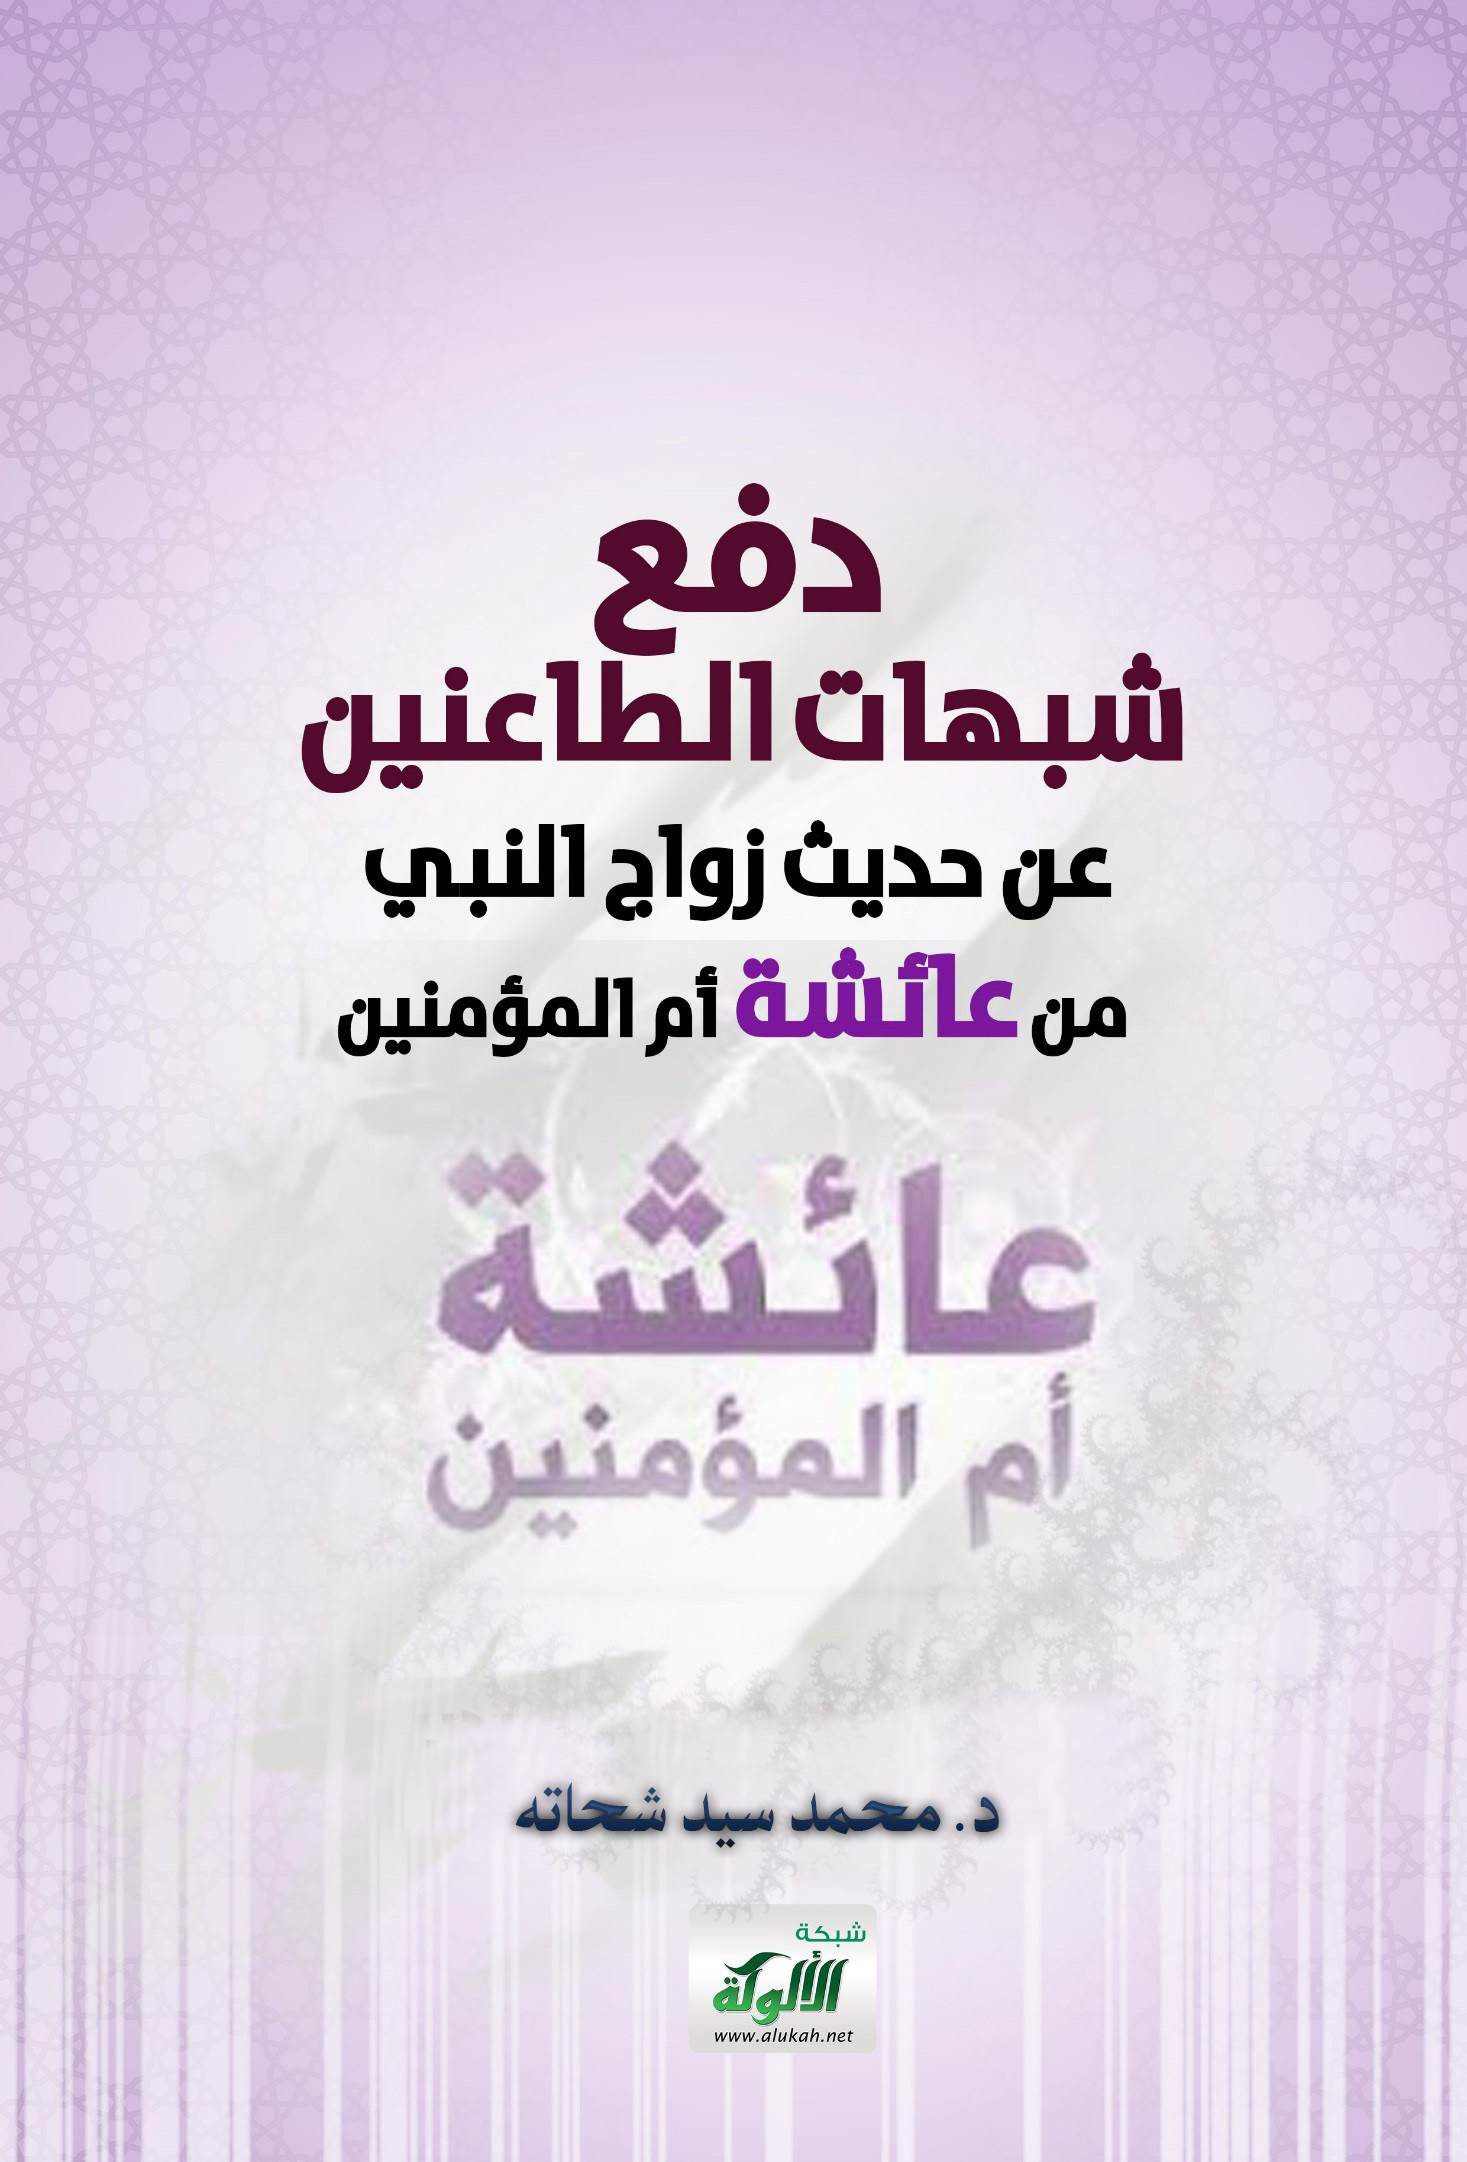 دفع
شبهات الطاعنين
عن حديث زواج النبي
من عائشة أم المؤمنين
عائشة
أم المؤمنين
د. محمد سيد شحاته
شبكة
الألوكة
www.alukah.net